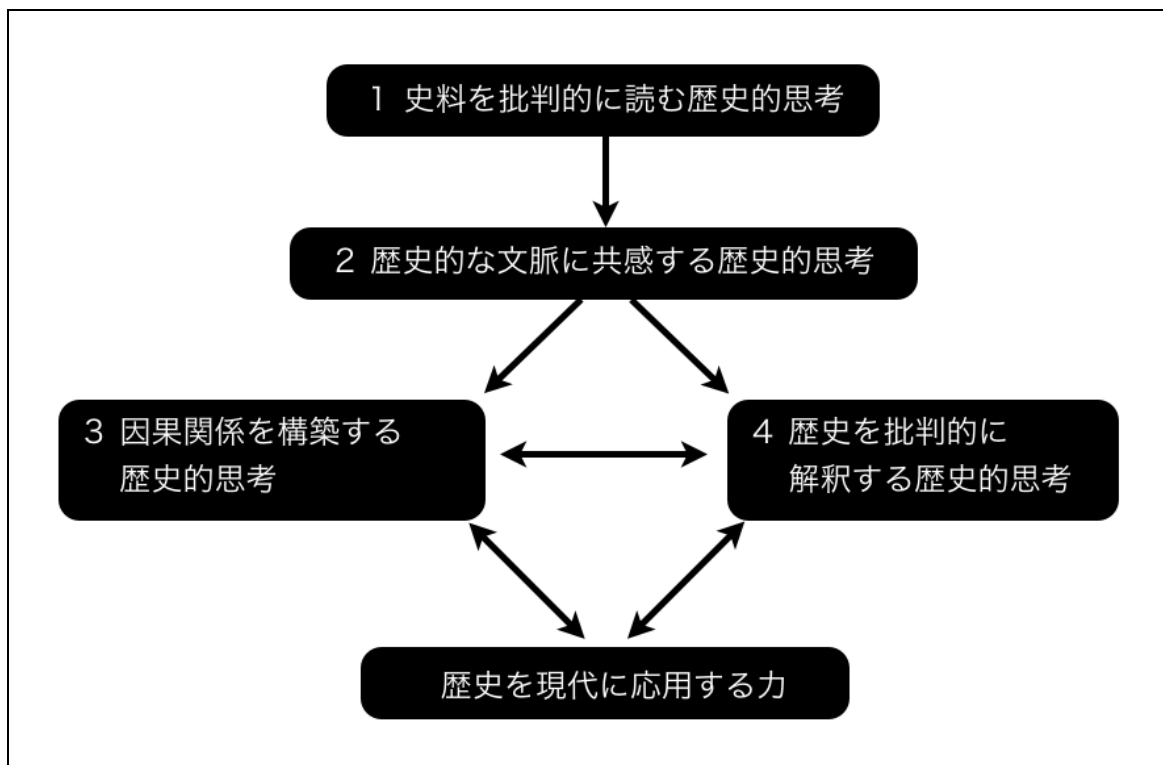 1 史料を批判的に読む歴史的思考
2 歴史的な文脈に共感する歴史的思考
3 因果関係を構築する
歴史的思考
4 歴史を批判的に
解釈する歴史的思考
歴史を現代に応用する力